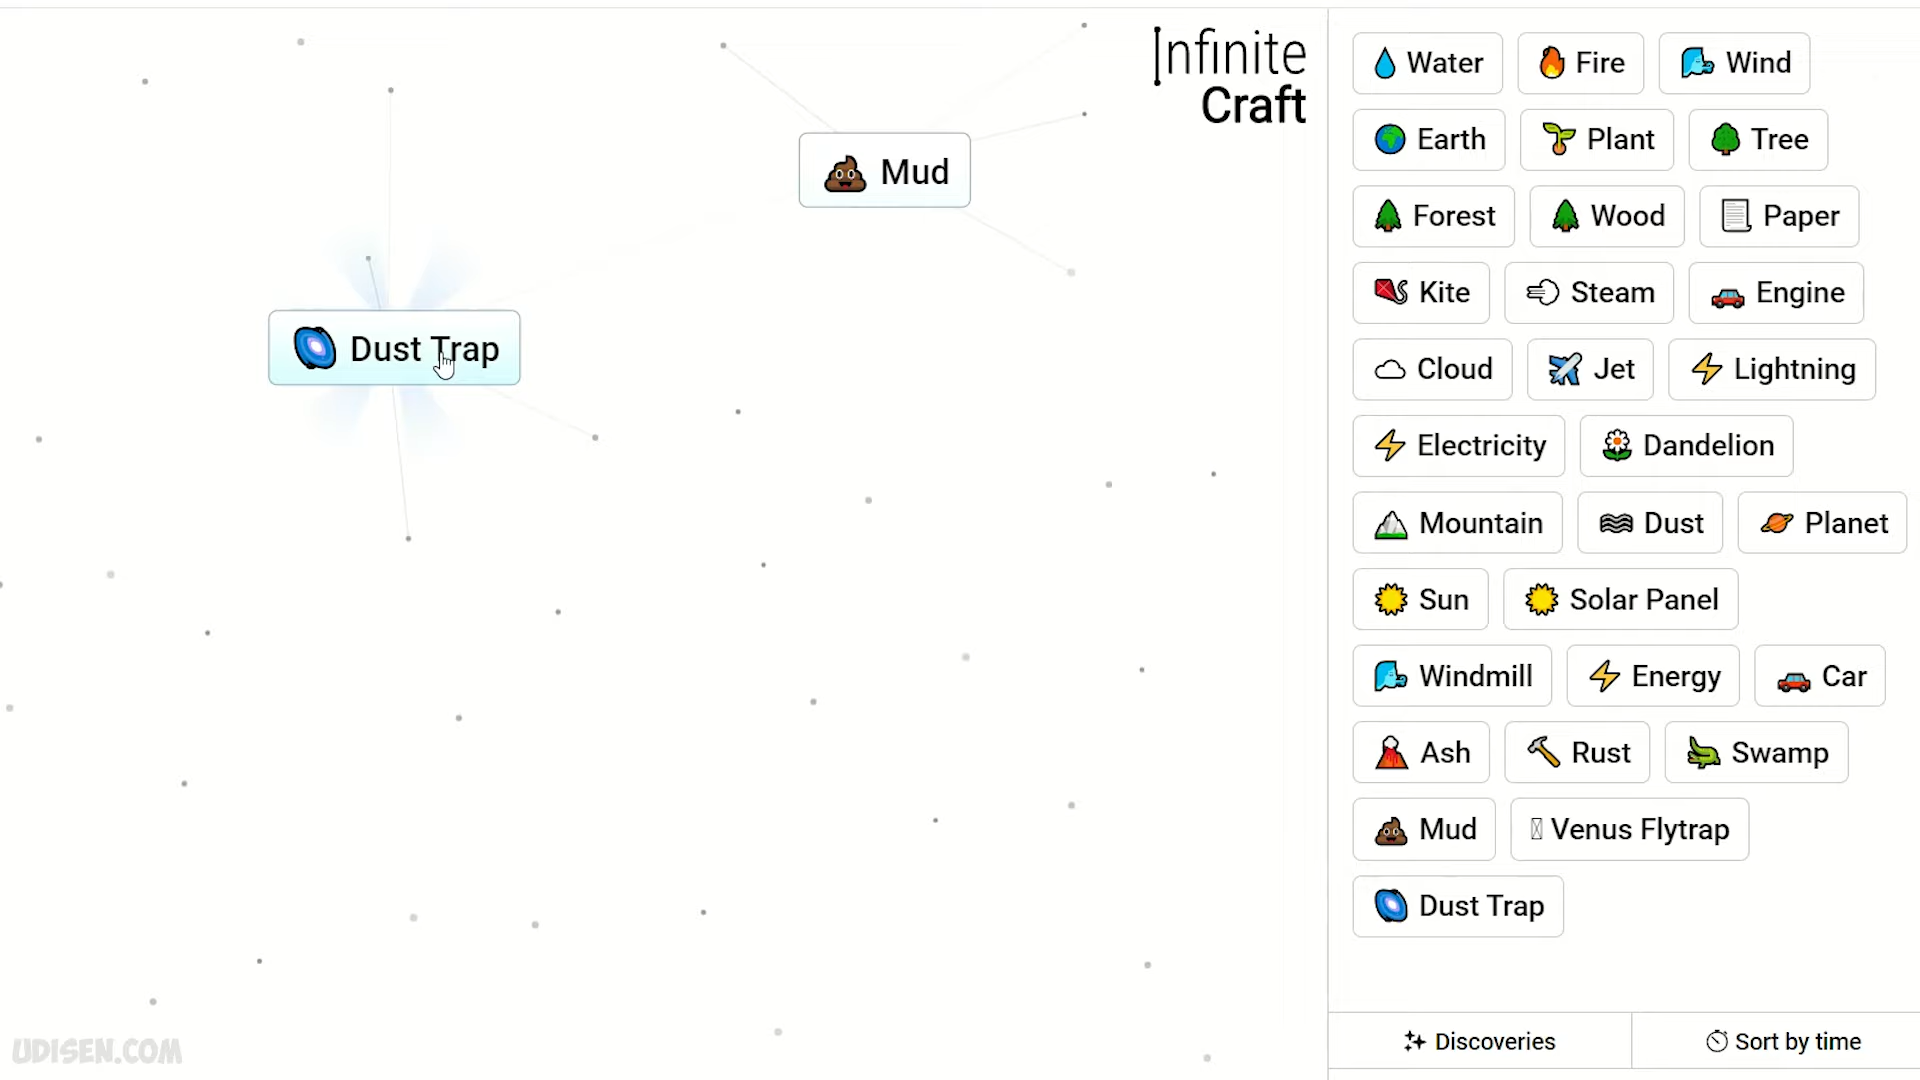 Infinite
Craft
Mud
Dust Trap
Water Fire Wind
Earth Plant Tree
Forest Wood Paper
Kite Steam Engine
Cloud Jet Lightning
Electricity Dandelion
Mountain Dust Planet
Sun Solar Panel
Windmill Energy Car
Ash Rust Swamp
Mud Venus Flytrap
Dust Trap
Discoveries Sort by time
UDISEN.COM